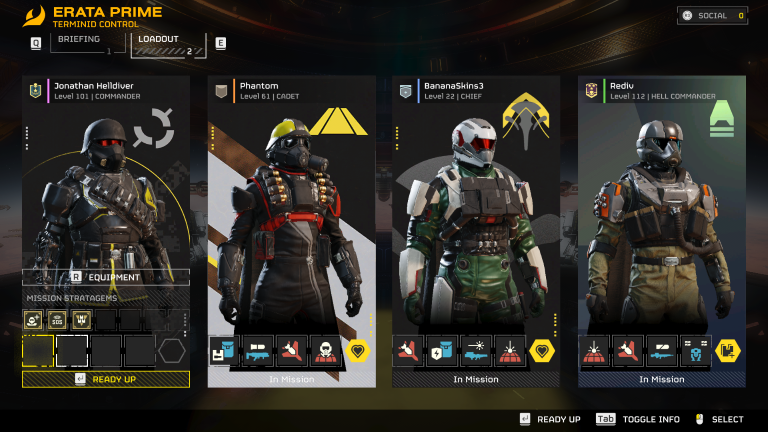 ERATA PRIME
TERMINID CONTROL
SOCIAL 0
Q
BRIEFING 1
LOADOUT 2
E
Jonathan Helldiver
Level 101 | COMMANDER
Phantom
Level 61 | CADET
BananaSkins3
Level 22 | CHIEF
Rediv
Level 112 | HELL COMMANDER
R / EQUIPMENT
MISSION STRATAGEMS
SOS
READY UP
In Mission
In Mission
In Mission
READY UP
Tab TOGGLE INFO
SELECT